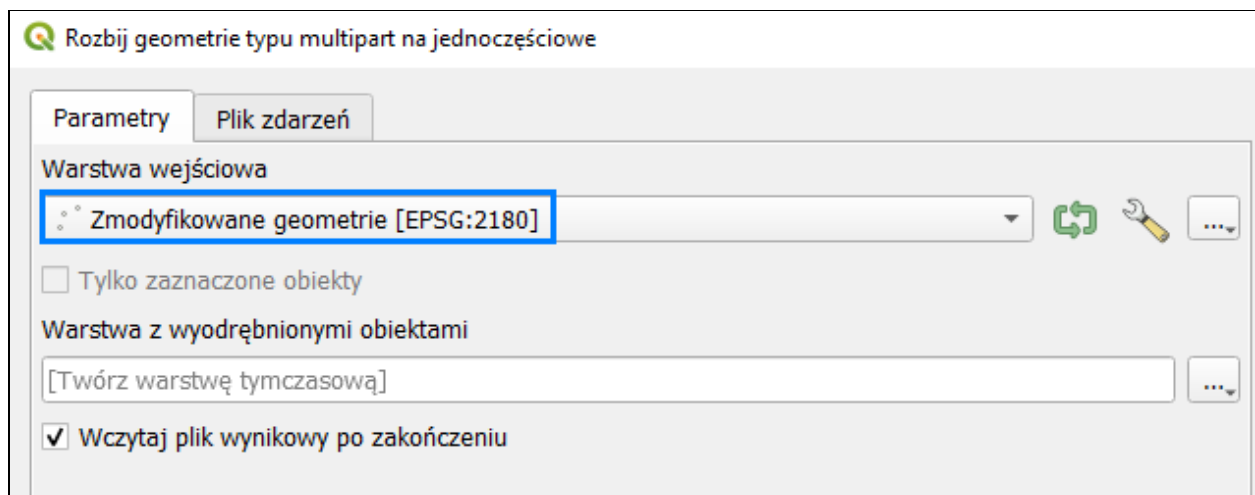 Rozbij geometrie typu multipart na jednoczęściowe
Parametry Plik zdarzeń
Warstwa wejściowa
Zmodyfikowane geometrie [EPSG:2180] ...
Tylko zaznaczone obiekty
Warstwa z wyodrębnionymi obiektami
[Twórz warstwę tymczasową] ...
Wczytaj plik wynikowy po zakończeniu